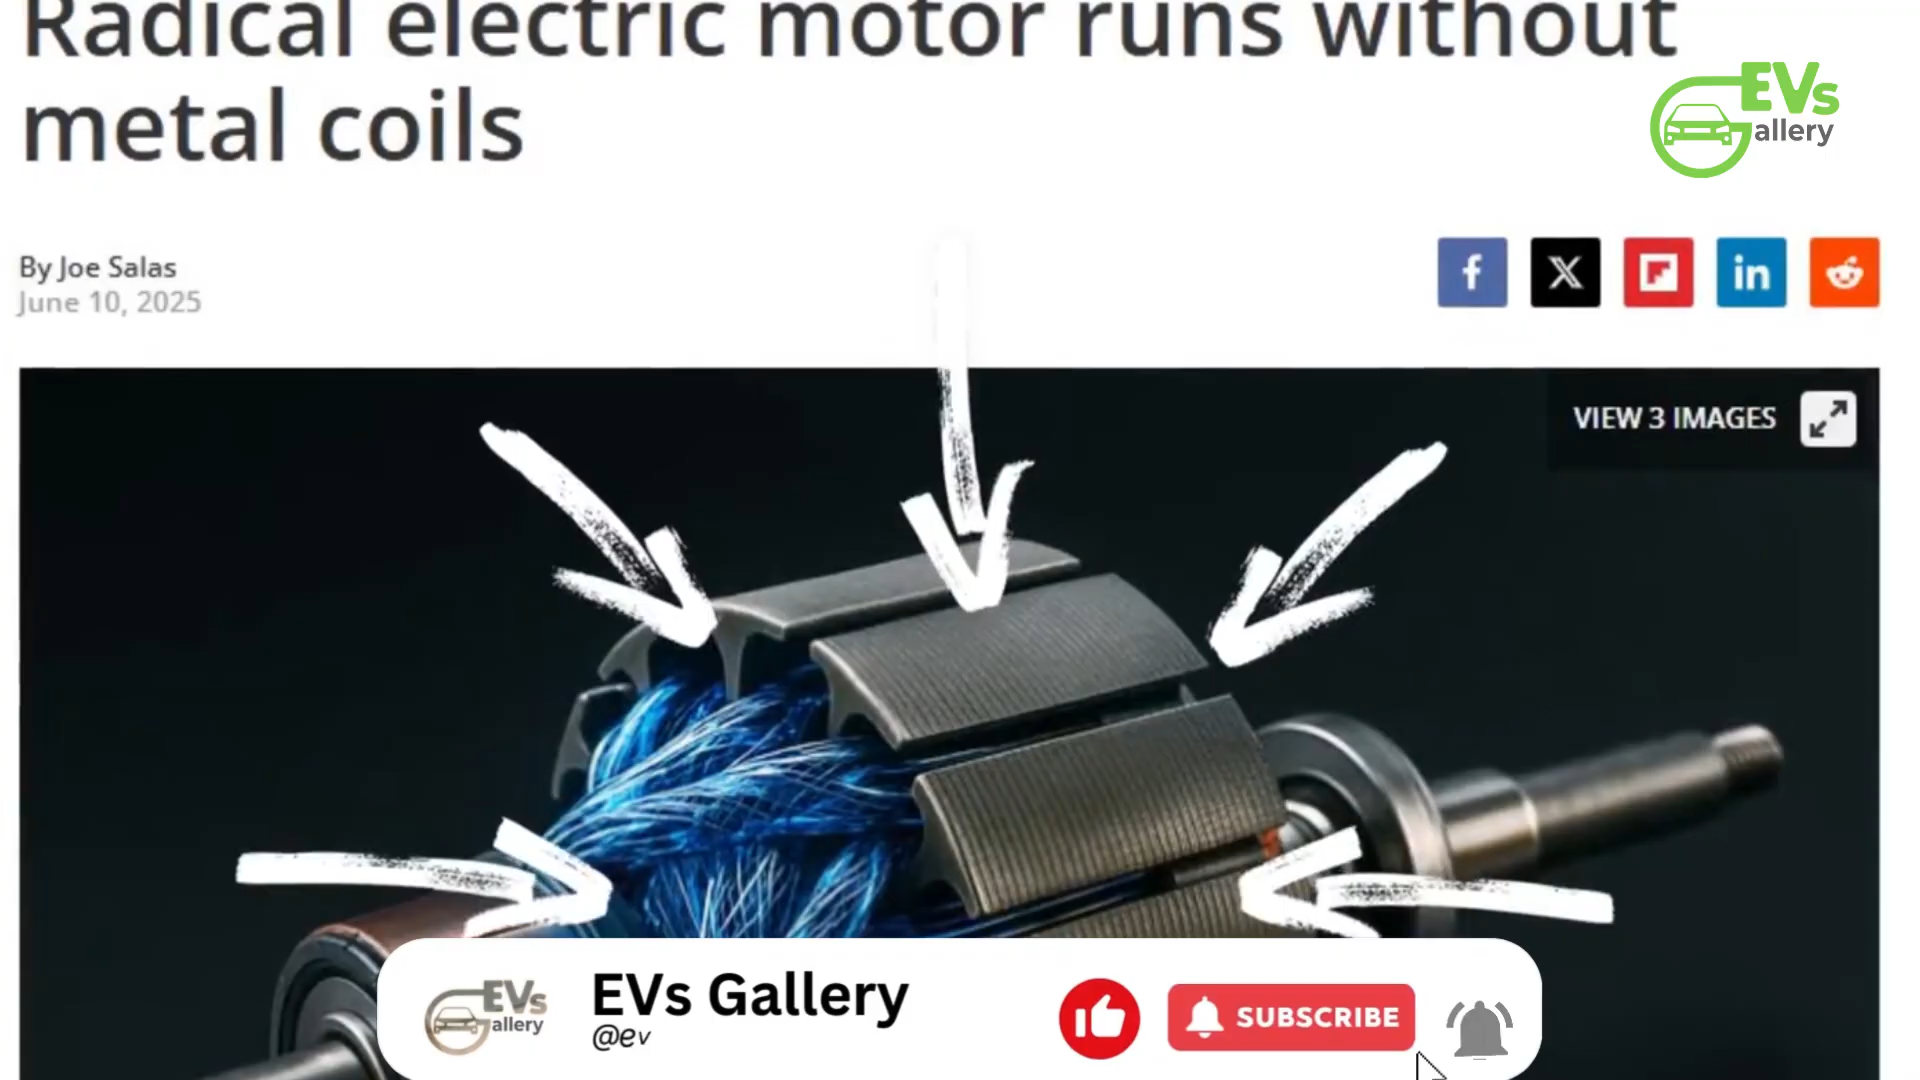 Radical electric motor runs without
metal coils
EVs
allery
By Joe Salas
June 10, 2025
f
X
in
VIEW 3 IMAGES
EVs
allery
EVs Gallery
@ev
SUBSCRIBE